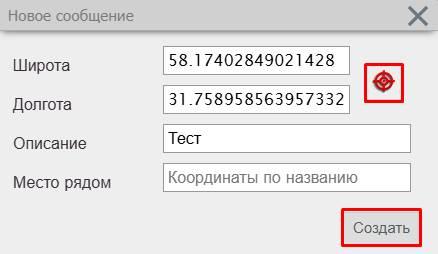 Новое сообщение
Широта 58.17402849021428
Долгота 31.758958563957332
Описание Тест
Место рядом Координаты по названию
Создать